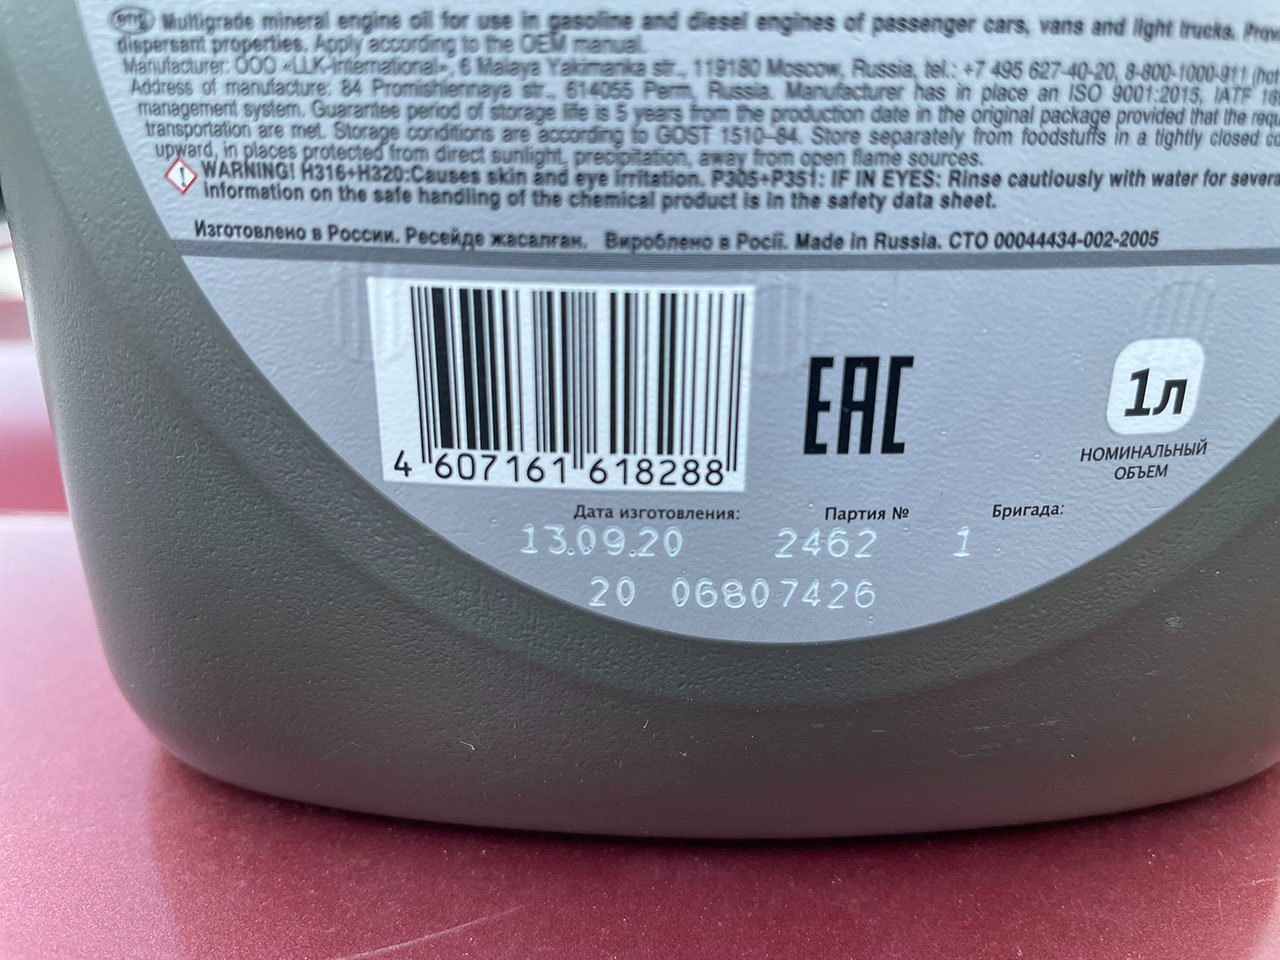 eng Multigrade mineral engine oil for use in gasoline and diesel engines of passenger cars, vans and light trucks.
dispersant properties. Apply according to the OEM manual.
Manufacturer: OOO «LLK-International», 6 Malaya Yakimanka str., 119180 Moscow, Russia, tel.: +7 495 627-40-20, 8-800-1000-911
Address of manufacture: 84 Promishlennaya str., 614055 Perm, Russia. Manufacturer has in place an ISO 9001:2015, IATF
management system. Guarantee period of storage life is 5 years from the production date in the original package provided that the
transportation are met. Storage conditions are according to GOST 1510–84. Store separately from foodstuffs in a tightly closed
upward, in places protected from direct sunlight, precipitation, away from open flame sources.
WARNING! H316+H320:Causes skin and eye irritation. P305+P351: IF IN EYES: Rinse cautiously with water for
Information on the safe handling of the chemical product is in the safety data sheet.
Изготовлено в России. Ресейде жасалған. Вироблено в Росії. Made in Russia. СТО 00044434-002-2005
4 607161 618288
EAC
1л
НОМИНАЛЬНЫЙ
ОБЪЕМ
Дата изготовления: Партия № Бригада:
13.09.20 2462 1
20 06807426